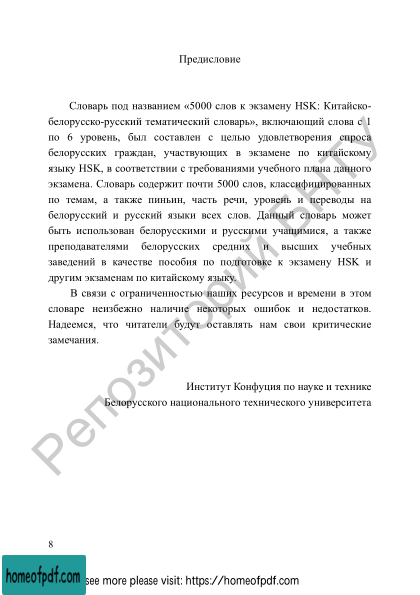 Предисловие
Словарь под названием «5000 слов к экзамену HSK: Китайско-
белорусско-русский тематический словарь», включающий слова с 1
по 6 уровень, был составлен с целью удовлетворения спроса
белорусских граждан, участвующих в экзамене по китайскому
языку HSK, в соответствии с требованиями учебного плана данного
экзамена. Словарь содержит почти 5000 слов, классифицированных
по темам, а также пиньин, часть речи, уровень и переводы на
белорусский и русский языки всех слов. Данный словарь может
быть использован белорусскими и русскими учащимися, а также
преподавателями белорусских средних и высших учебных
заведений в качестве пособия по подготовке к экзамену HSK и
другим экзаменам по китайскому языку.
В связи с ограниченностью наших ресурсов и времени в этом
словаре неизбежно наличие некоторых ошибок и недостатков.
Надеемся, что читатели будут оставлять нам свои критические
замечания.
Институт Конфуция по науке и технике
Белорусского национального технического университета
Репозиторий БНТУ
8
homeofpdf.com
see more please visit: https://homeofpdf.com